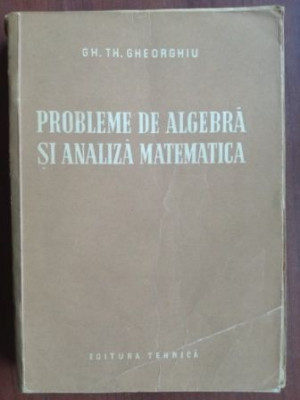 GH. TH. GHEORGHIU
PROBLEME DE ALGEBRĂ
ȘI ANALIZĂ MATEMATICA
EDITURA TEHNICĂ